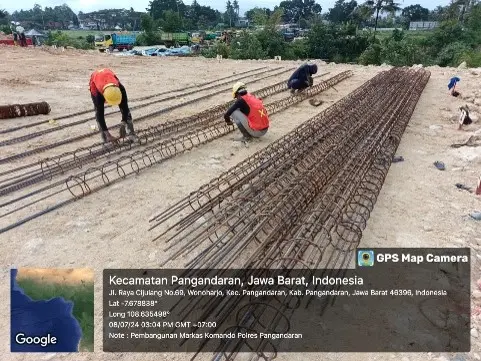 GPS Map Camera
Kecamatan Pangandaran, Jawa Barat, Indonesia
Jl. Raya Cijulang No.69, Wonoharjo, Kec. Pangandaran, Kab. Pangandaran, Jawa Barat 46396, Indonesia
Lat -7.678838°
Long 108.635498°
08/07/24 03:04 PM GMT +07:00
Note : Pembangunan Markas Komando Polres Pangandaran
Google